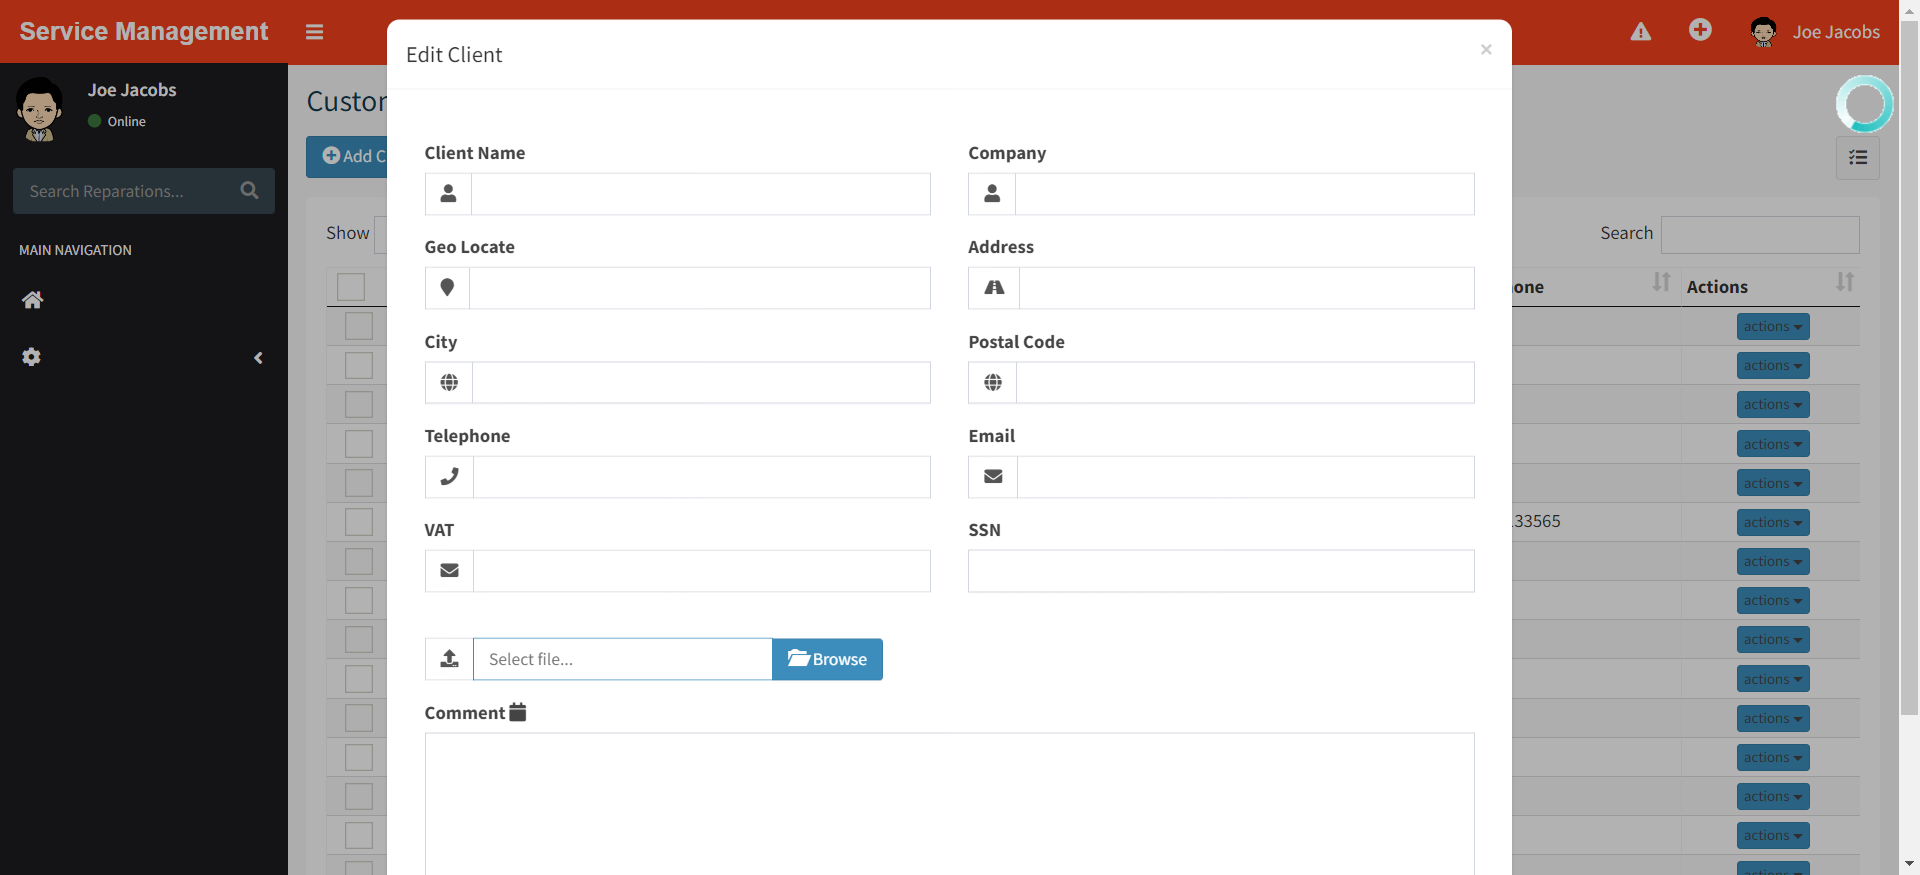 Service Management
Joe Jacobs
Edit Client
×
Joe Jacobs
Online
Custo
Add C
Search Reparations...
MAIN NAVIGATION
Client Name
Company
Geo Locate
Address
City
Postal Code
Telephone
Email
VAT
SSN
Select file...
Browse
Comment
Show
Search
one
Actions
actions
actions
actions
actions
actions
33565
actions
actions
actions
actions
actions
actions
actions
actions
actions
actions